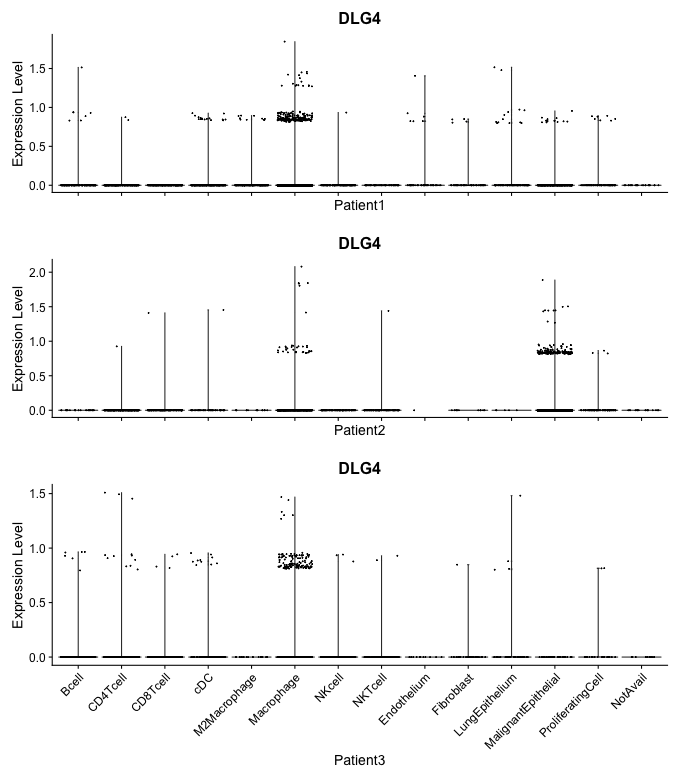 DLG4
Expression Level
1.5
1.0
0.5
0.0
Patient1
DLG4
Expression Level
2.0
1.5
1.0
0.5
0.0
Patient2
DLG4
Expression Level
1.5
1.0
0.5
0.0
Bcell
CD4Tcell
CD8Tcell
cDC
M2Macrophage
Macrophage
NKcell
NKTcell
Endothelium
Fibroblast
LungEpithelium
MalignantEpithelial
ProliferatingCell
NotAvail
Patient3